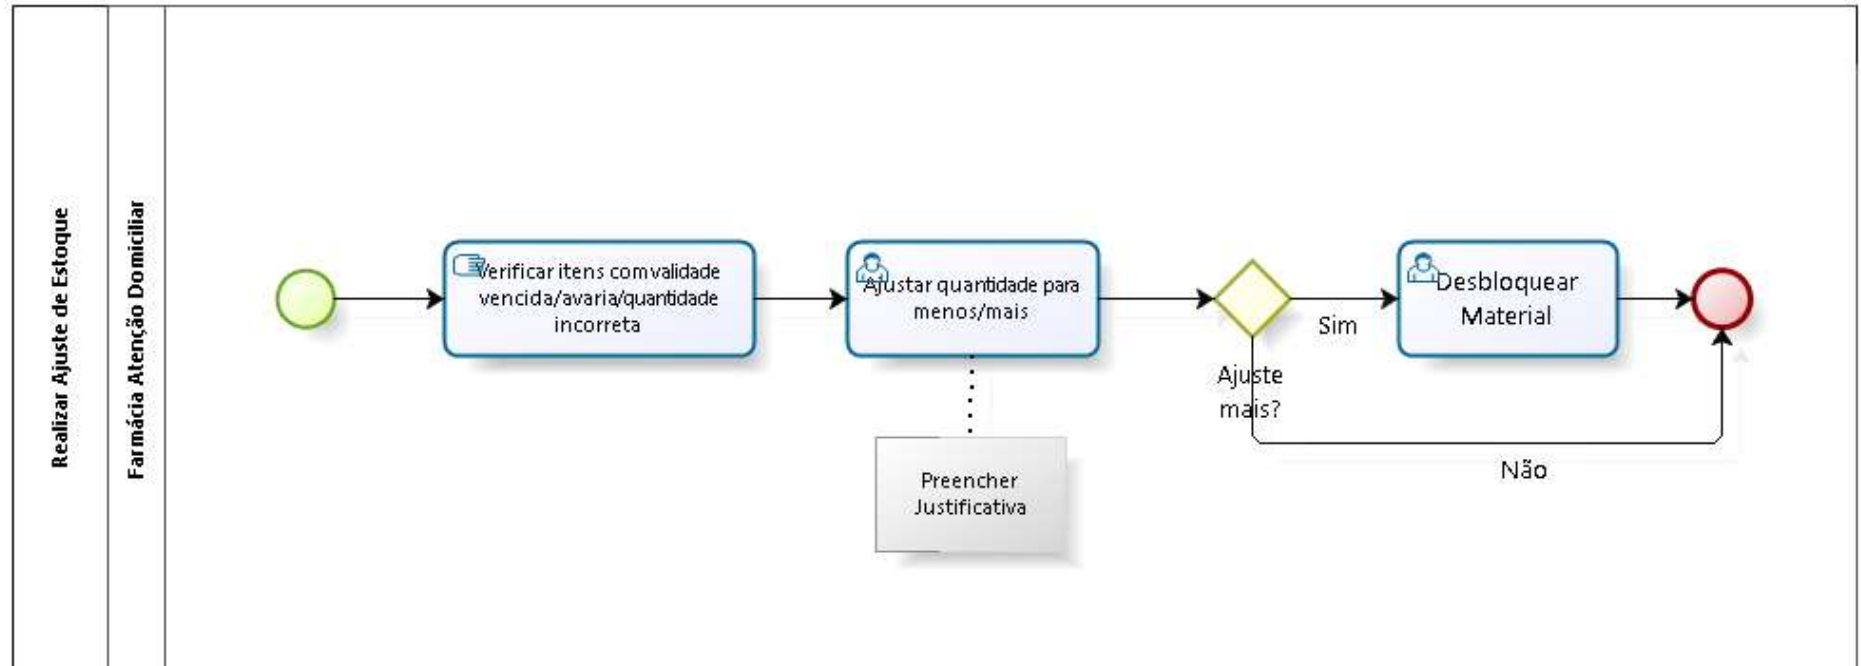 Realizar Ajuste de Estoque
Farmácia Atenção Domiciliar
Verificar itens com validade
vencida/avaria/quantidade
incorreta
Ajustar quantidade para
menos/mais
Preencher
Justificativa
Ajuste
mais?
Sim
Não
Desbloquear
Material